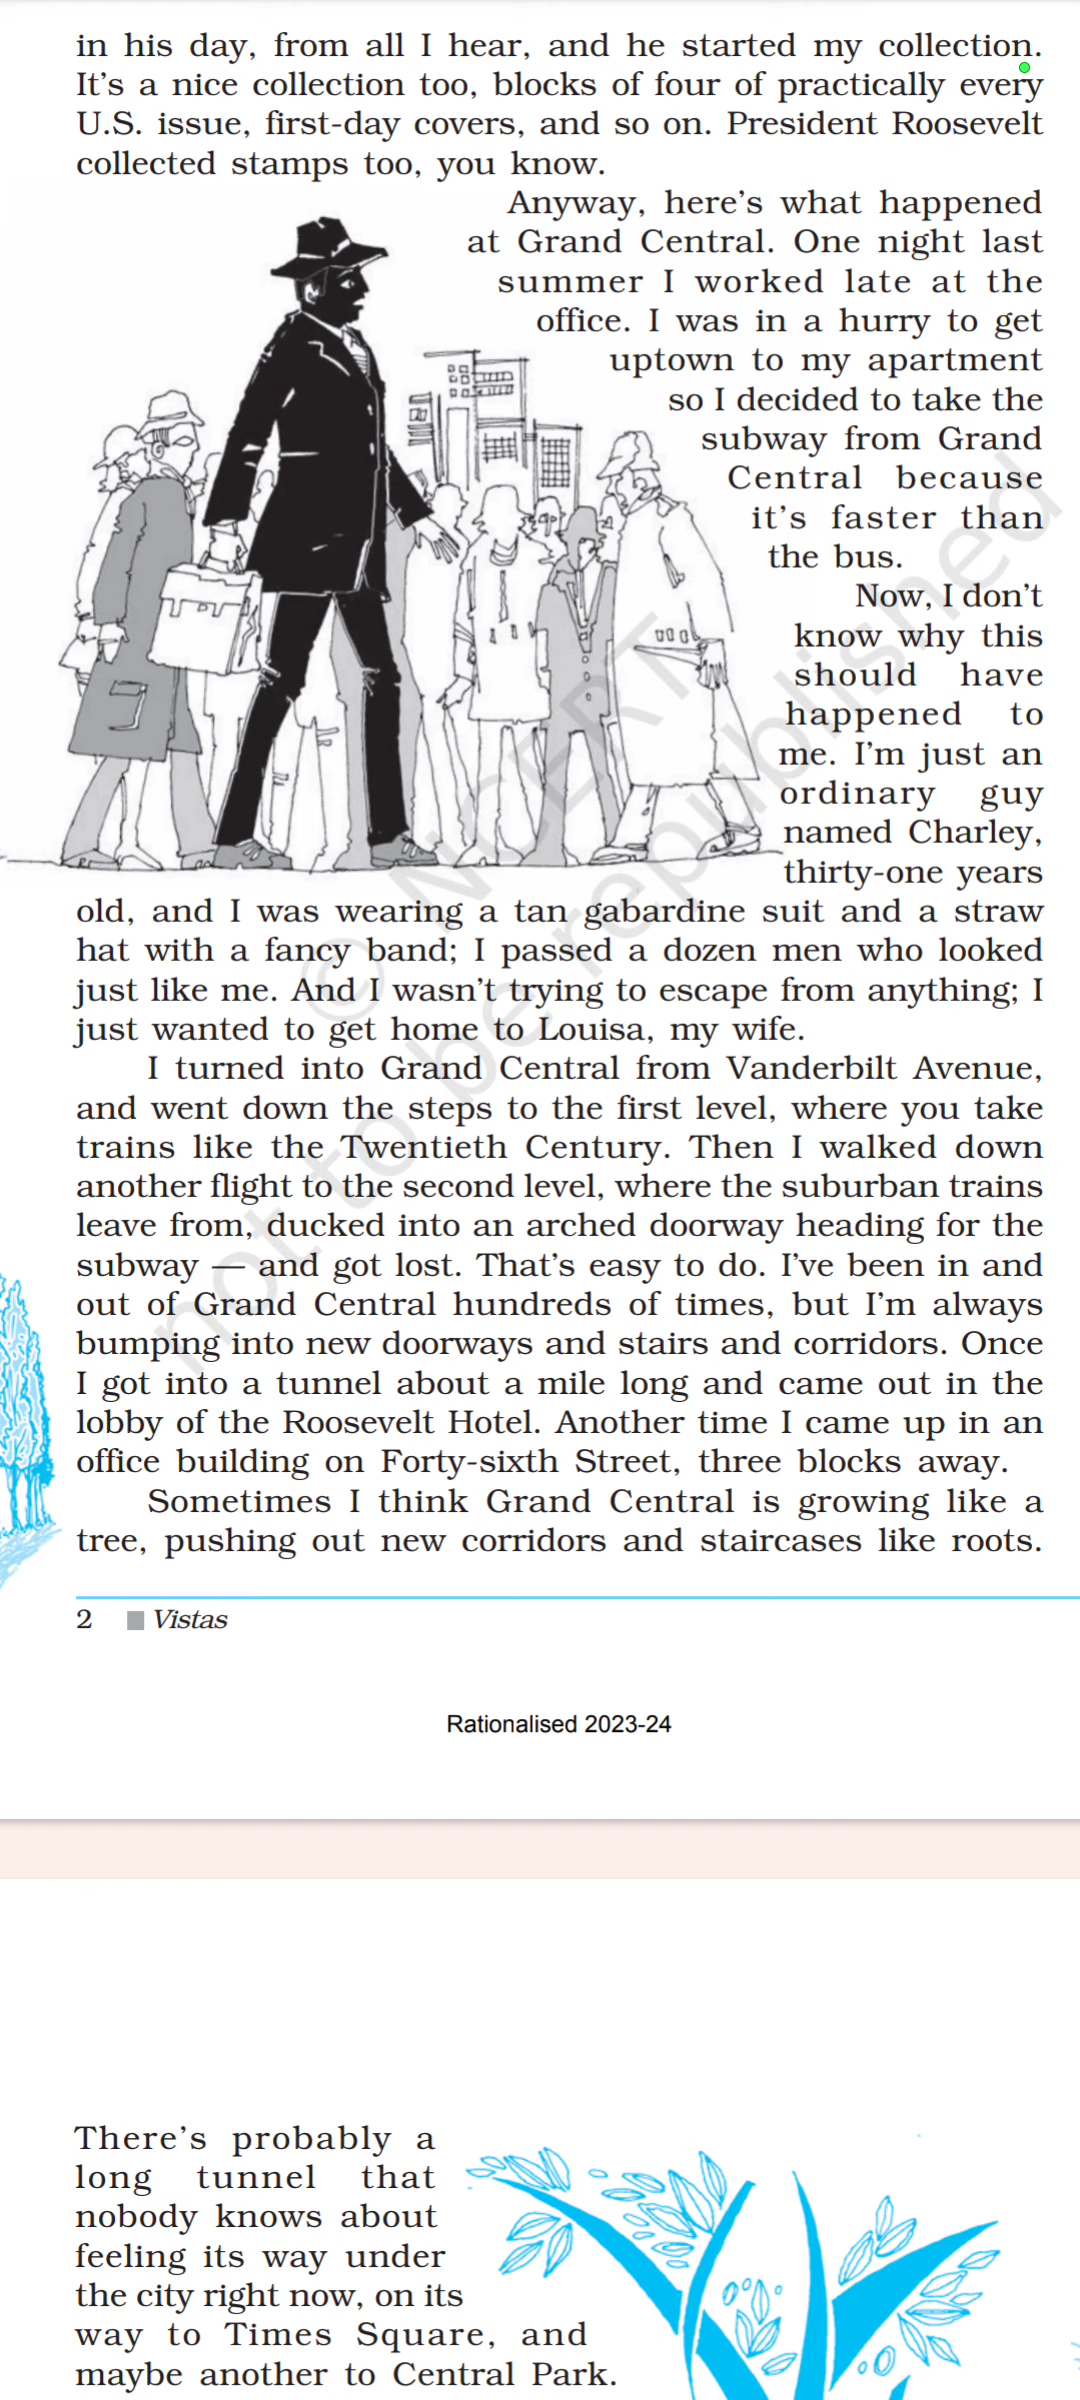 in his day, from all I hear, and he started my collection.
It's a nice collection too, blocks of four of practically every
U.S. issue, first-day covers, and so on. President Roosevelt
collected stamps too, you know.
Anyway, here's what happened
at Grand Central. One night last
summer I worked late at the
office. I was in a hurry to get
uptown to my apartment
so I decided to take the
subway from Grand
Central because
it's faster than
the bus.
Now, I don't
know why this
should have
happened to
me. I'm just an
ordinary guy
named Charley,
thirty-one years
old, and I was wearing a tan gabardine suit and a straw
hat with a fancy band; I passed a dozen men who looked
just like me. And I wasn't trying to escape from anything; I
just wanted to get home to Louisa, my wife.
I turned into Grand Central from Vanderbilt Avenue,
and went down the steps to the first level, where you take
trains like the Twentieth Century. Then I walked down
another flight to the second level, where the suburban trains
leave from, ducked into an arched doorway heading for the
subway — and got lost. That's easy to do. I've been in and
out of Grand Central hundreds of times, but I'm always
bumping into new doorways and stairs and corridors. Once
I got into a tunnel about a mile long and came out in the
lobby of the Roosevelt Hotel. Another time I came up in an
office building on Forty-sixth Street, three blocks away.
Sometimes I think Grand Central is growing like a
tree, pushing out new corridors and staircases like roots.
© NCERT
not to be republished
2 Vistas
Rationalised 2023-24
There's probably a
long tunnel that
nobody knows about
feeling its way under
the city right now, on its
way to Times Square, and
maybe another to Central Park.